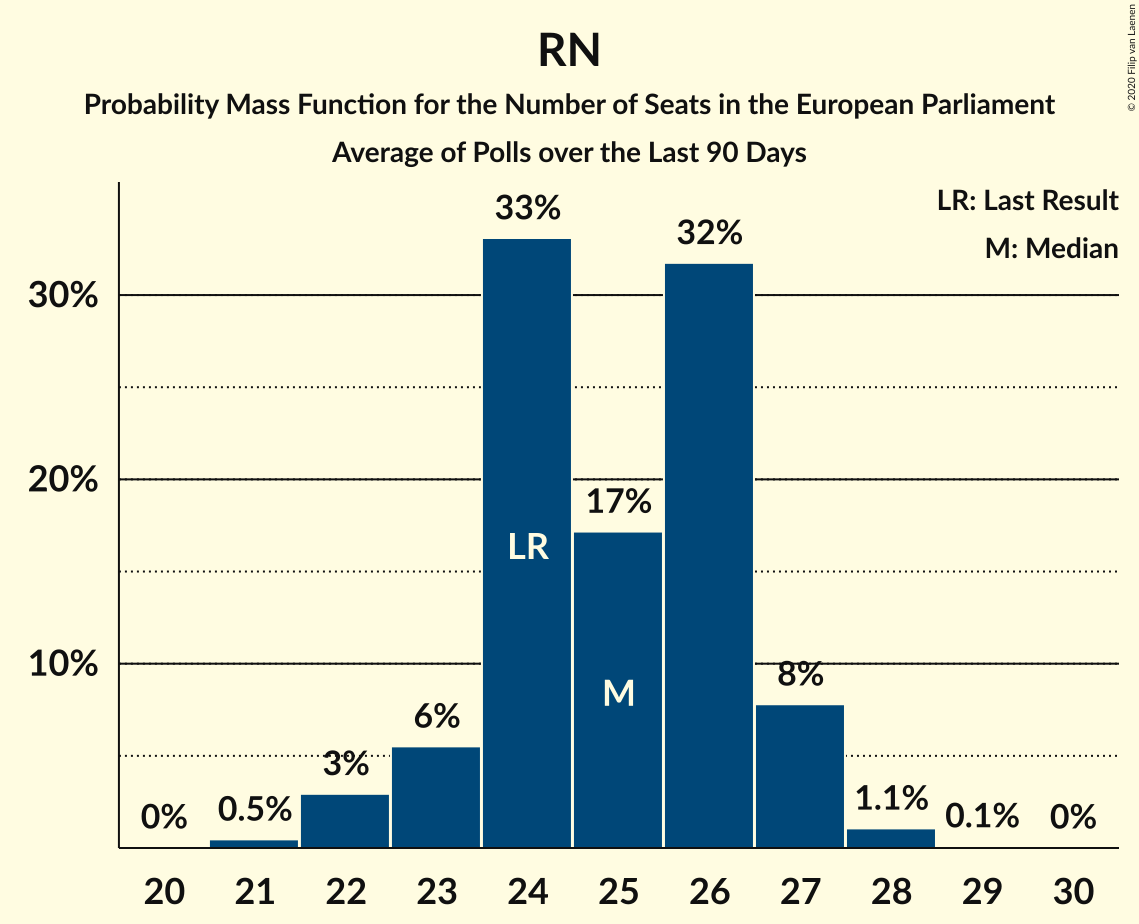 RN
Probability Mass Function for the Number of Seats in the European Parliament
Average of Polls over the Last 90 Days
© 2020 Filip van Laenen
LR: Last Result
M: Median
33%
32%
30%
20%
17%
LR
M
10%
8%
6%
3%
0%
0.5%
1.1%
0.1%
0%
20 21 22 23 24 25 26 27 28 29 30